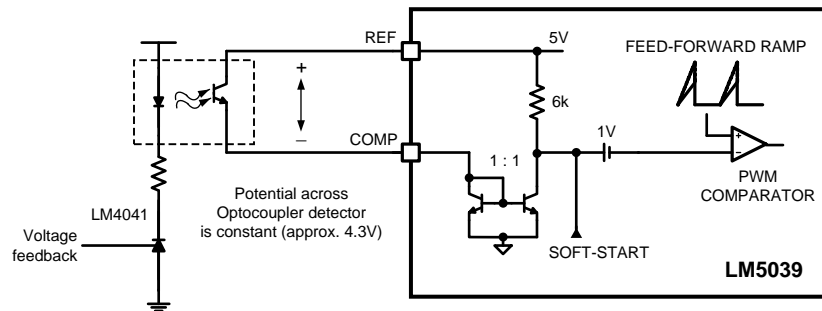 REF
5V
FEED-FORWARD RAMP
+
6k
COMP
1V
1 : 1
+
−
PWM
COMPARATOR
Potential across
Optocoupler detector
is constant (approx. 4.3V)
LM4041
Voltage
feedback
SOFT-START
LM5039